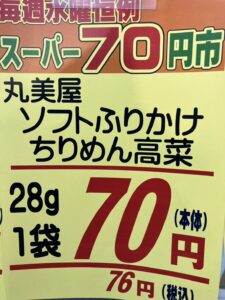 毎週水曜恒例
スーパー70円市
丸美屋
ソフトふりかけ
ちりめん高菜
28g
1袋
70円
(本体)
76円(税込)